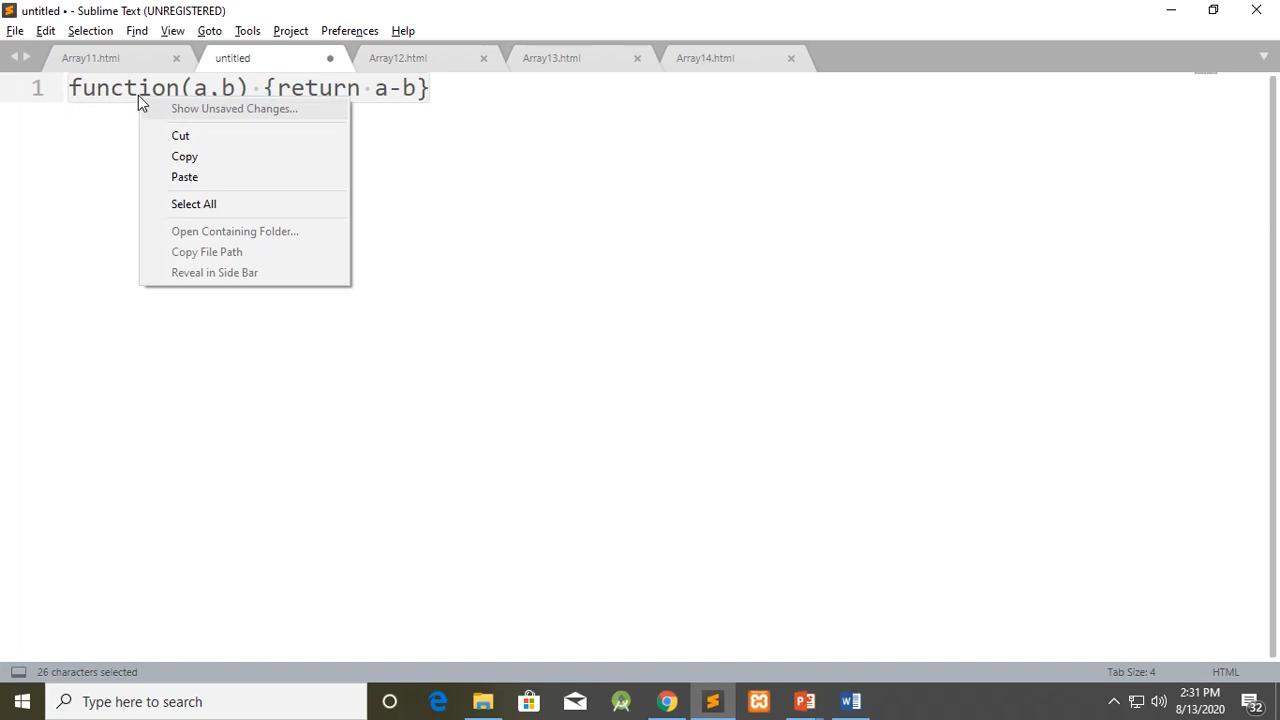 untitled • - Sublime Text (UNREGISTERED)
File Edit Selection Find View Goto Tools Project Preferences Help
Array11.html untitled Array12.html Array13.html Array14.html
1 function(a,b) {return a-b}
Show Unsaved Changes...
Cut
Copy
Paste
Select All
Open Containing Folder...
Copy File Path
Reveal in Side Bar
26 characters selected Tab Size: 4 HTML
Type here to search
2:31 PM
8/13/2020
32